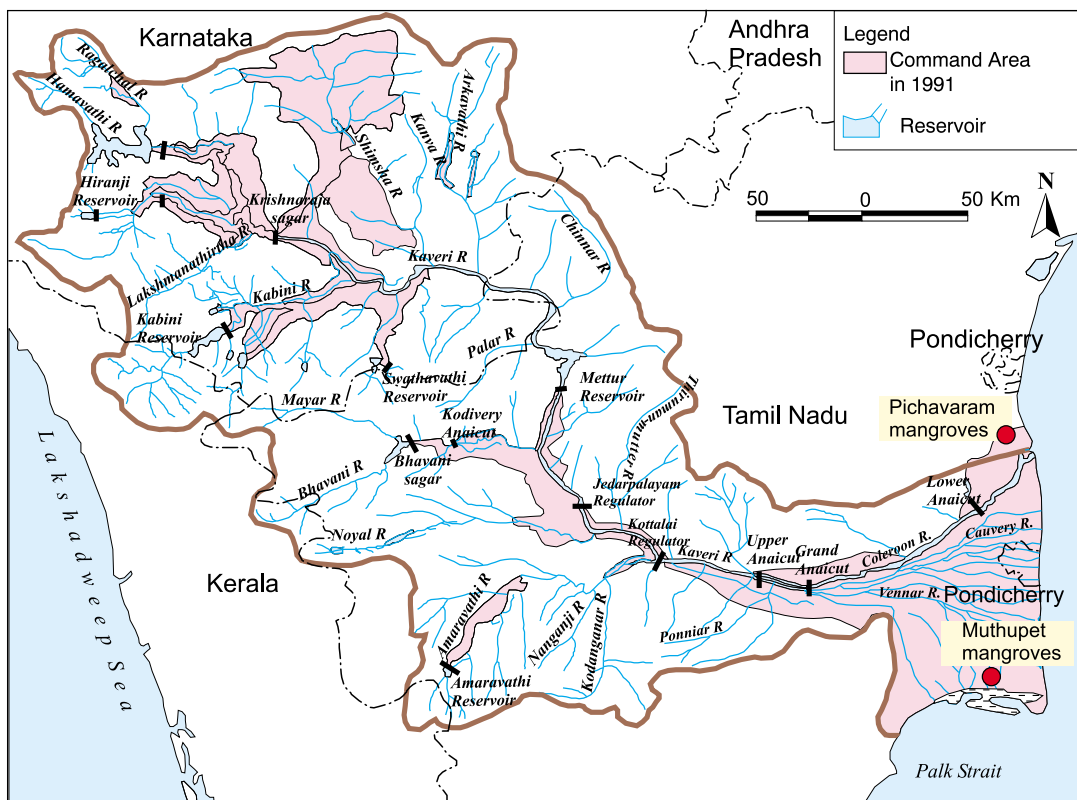 Karnataka
Andhra
Pradesh
Legend
Command Area
in 1991
Reservoir
50
0
50 Km
N
Ragalchal R
Hamavathi R
Arkavathi R
Kanva R
Shimsha R
Hiranji
Reservoir
Krishnaraja
sagar
Lakshmanathirtha R
Kaveri R
Chinnar R
Kabini R
Kabini
Reservoir
Palar R
Swathavathi
Reservoir
Mayar R
Mettur
Reservoir
Thirumani-mutter R
Pondicherry
Tamil Nadu
Pichavaram
mangroves
Kodivery
Anaicut
Bhavani
sagar
Bhavani R
Lower
Anaicut
Jedarpalayam
Regulator
Noyal R
Kottalai
Regulator
Kaveri R
Upper
Anaicut
Grand
Anaicut
Coleroon R.
Cauvery R.
Vennar R.
Pondicherry
Kerala
Lakshadweep Sea
Amaravathi R
Nanganji R
Kodanganar R
Ponniar R
Muthupet
mangroves
Amaravathi
Reservoir
Palk Strait